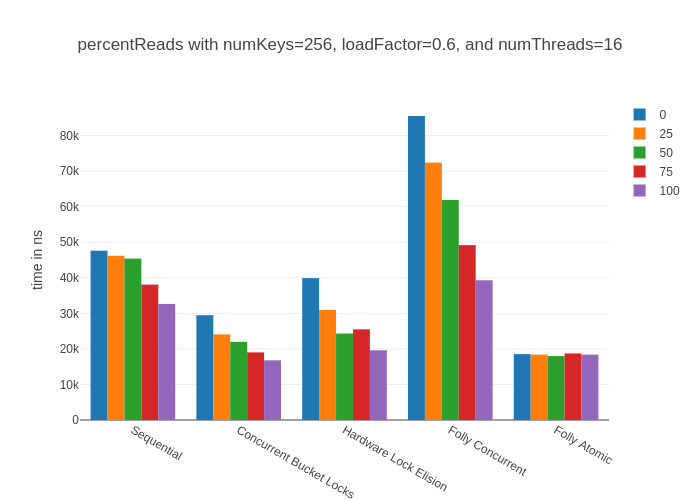 percentReads with numKeys=256, loadFactor=0.6, and numThreads=16
0
25
50
75
100
time in ns
80k
70k
60k
50k
40k
30k
20k
10k
0
Sequential
Concurrent Bucket Locks
Hardware Lock Elision
Folly Concurrent
Folly Atomic